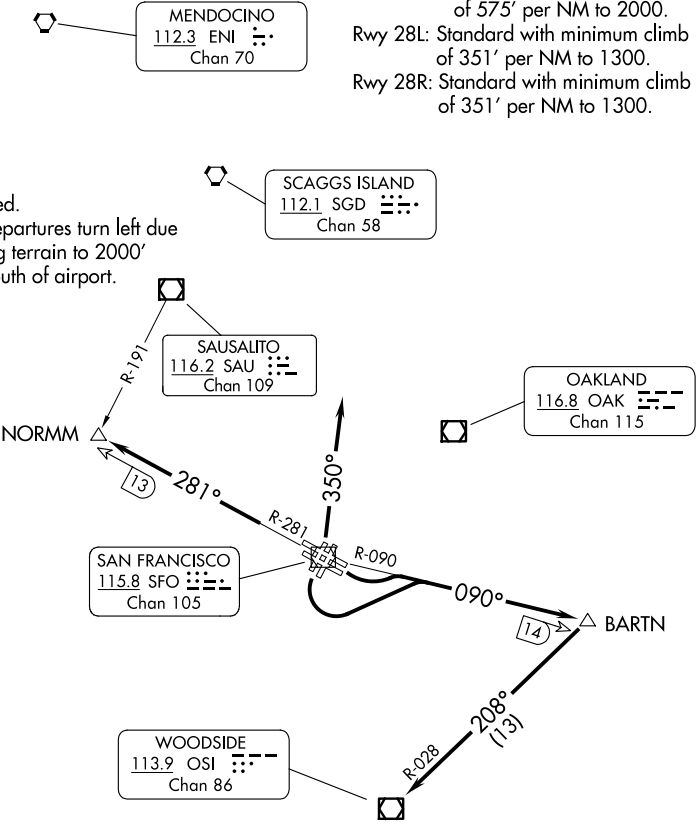 MENDOCINO
112.3 ENI
Chan 70
of 575' per NM to 2000.
Rwy 28L: Standard with minimum climb
of 351' per NM to 1300.
Rwy 28R: Standard with minimum climb
of 351' per NM to 1300.
SCAGGS ISLAND
112.1 SGD
Chan 58
ed.
epartures turn left due
g terrain to 2000'
outh of airport.
SAUSALITO
116.2 SAU
Chan 109
R-191
OAKLAND
116.8 OAK
Chan 115
NORMM
13
281°
350°
R-281
R-090
SAN FRANCISCO
115.8 SFO
Chan 105
090°
14
BARTN
208°
(13)
R-028
WOODSIDE
113.9 OSI
Chan 86